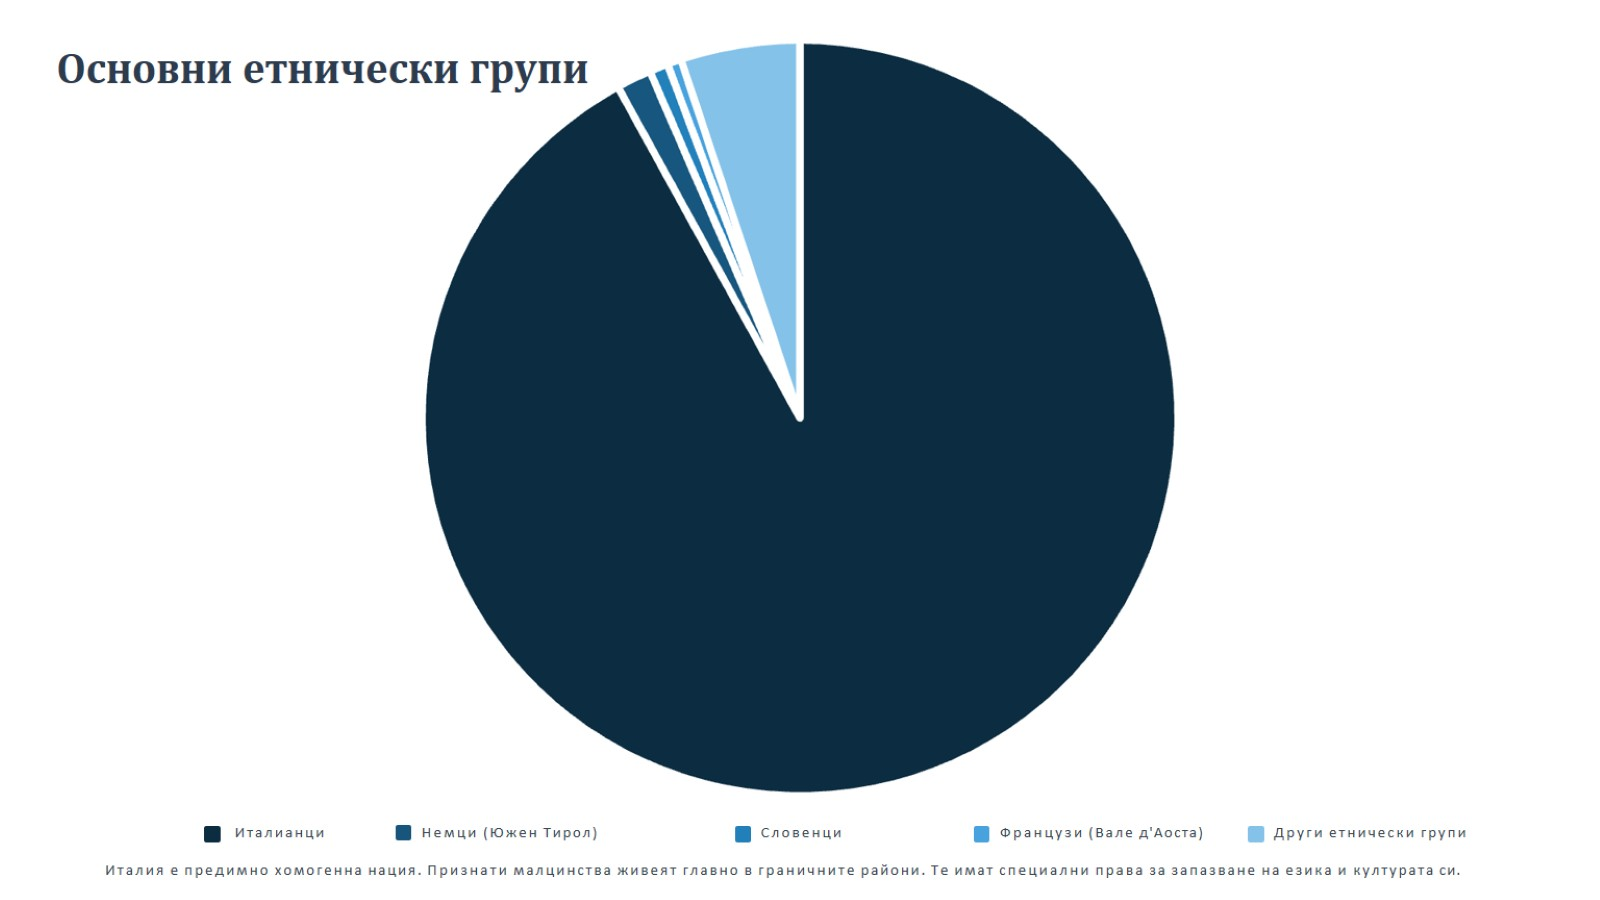 Основни етнически групи
Италианци
Немци (Южен Тирол)
Словенци
Французи (Вале д'Аоста)
Други етнически групи
Италия е предимно хомогенна нация. Признати малцинства живеят главно в граничните райони. Те имат специални права за запазване на езика и културата си.